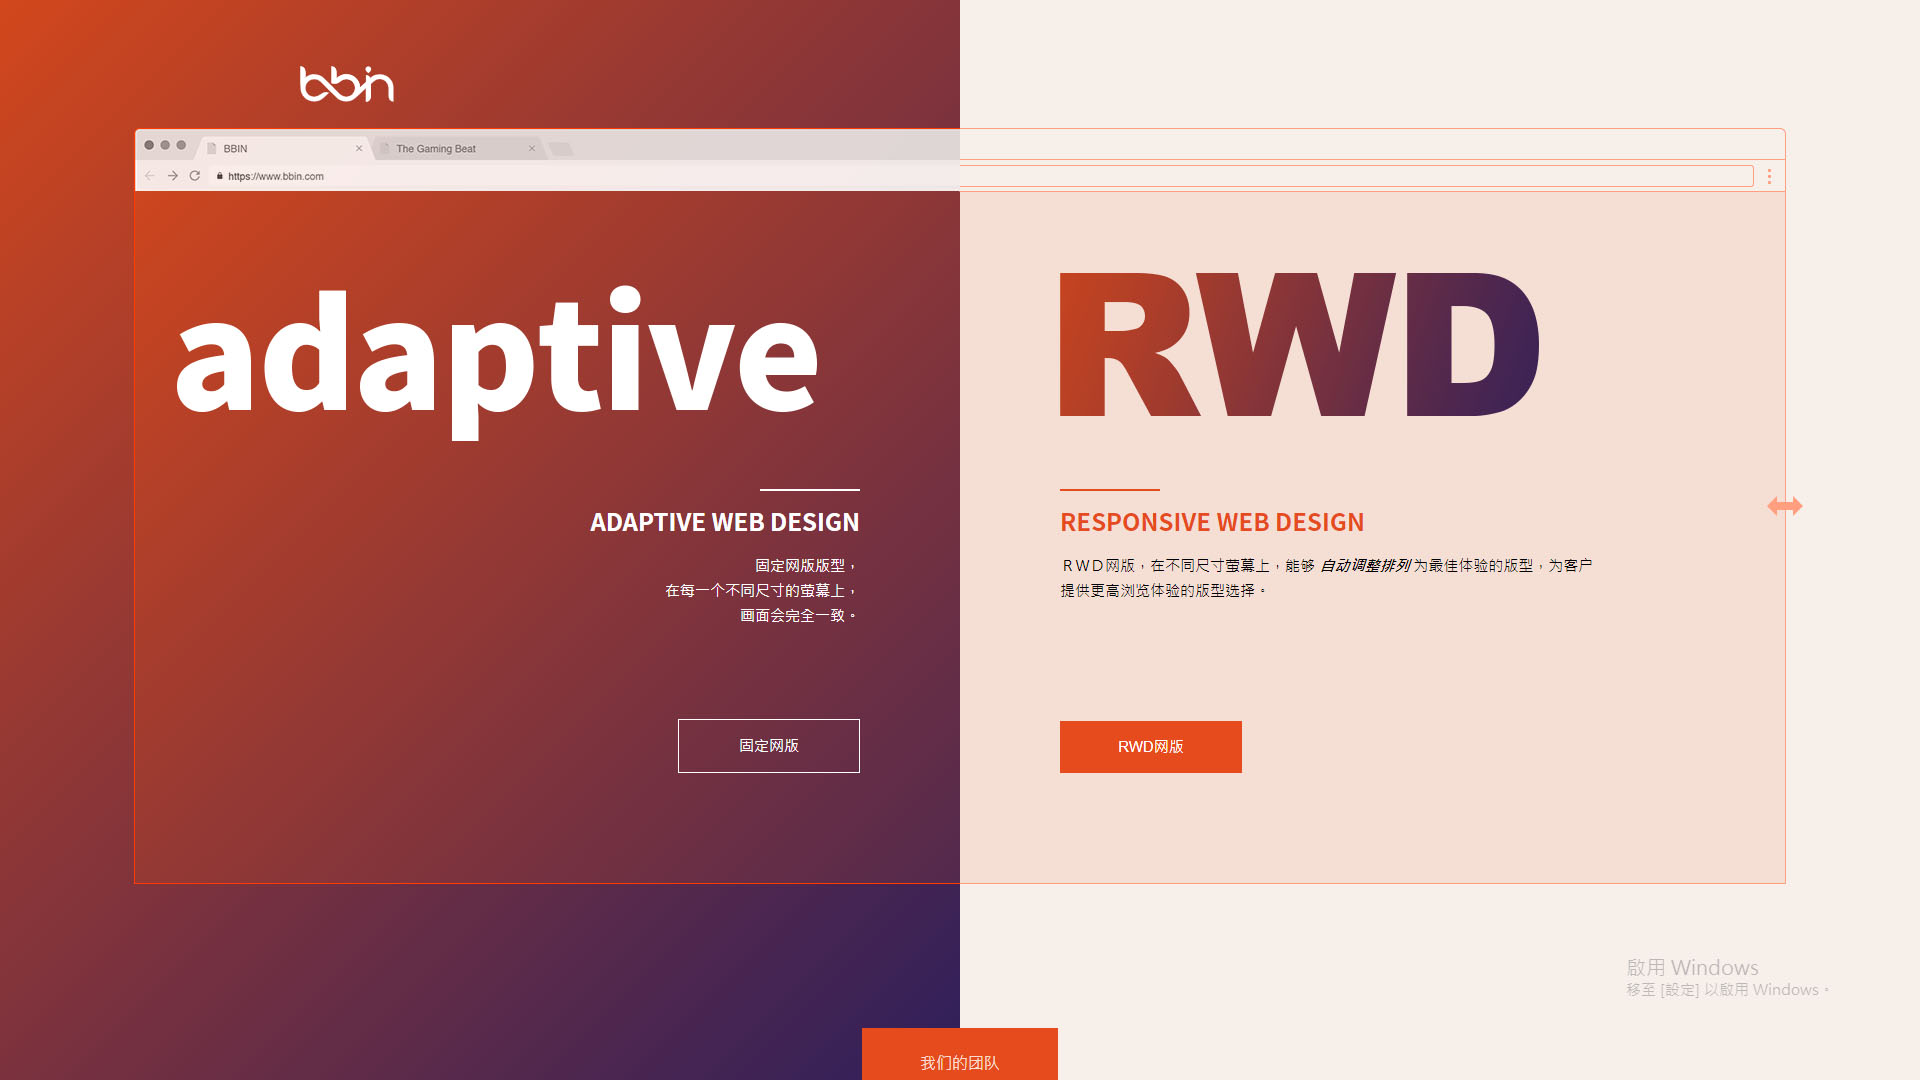 bbin
BBIN
The Gaming Beat
https://www.bbin.com
adaptive
ADAPTIVE WEB DESIGN
固定网版版型，
在每一个不同尺寸的萤幕上，
画面会完全一致。
固定网版
RWD
RESPONSIVE WEB DESIGN
ＲＷＤ网版，在不同尺寸萤幕上，能够 自动调整排列 为最佳体验的版型，为客户
提供更高浏览体验的版型选择。
RWD网版
啟用 Windows
移至 [設定] 以啟用 Windows。
我们的团队